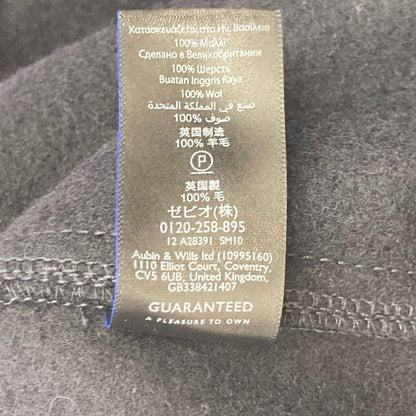 Κατασκευάζεται στο Ην. Βασίλειο
100% Μαλλί
Сделано в Великобритании
100% Шерсть
Buatan Inggris Raya
100% Wol
صنع في المملكة المتحدة
100% صوف
英国制造
100% 羊毛
P
英国製
100% 毛
ゼビオ(株)
0120-258-895
12 A28391 SM10
Aubin & Wills ltd (10995160)
1110 Elliot Court, Coventry,
CV5 6UB, United Kingdom,
GB338421407
GUARANTEED
A PLEASURE TO OWN